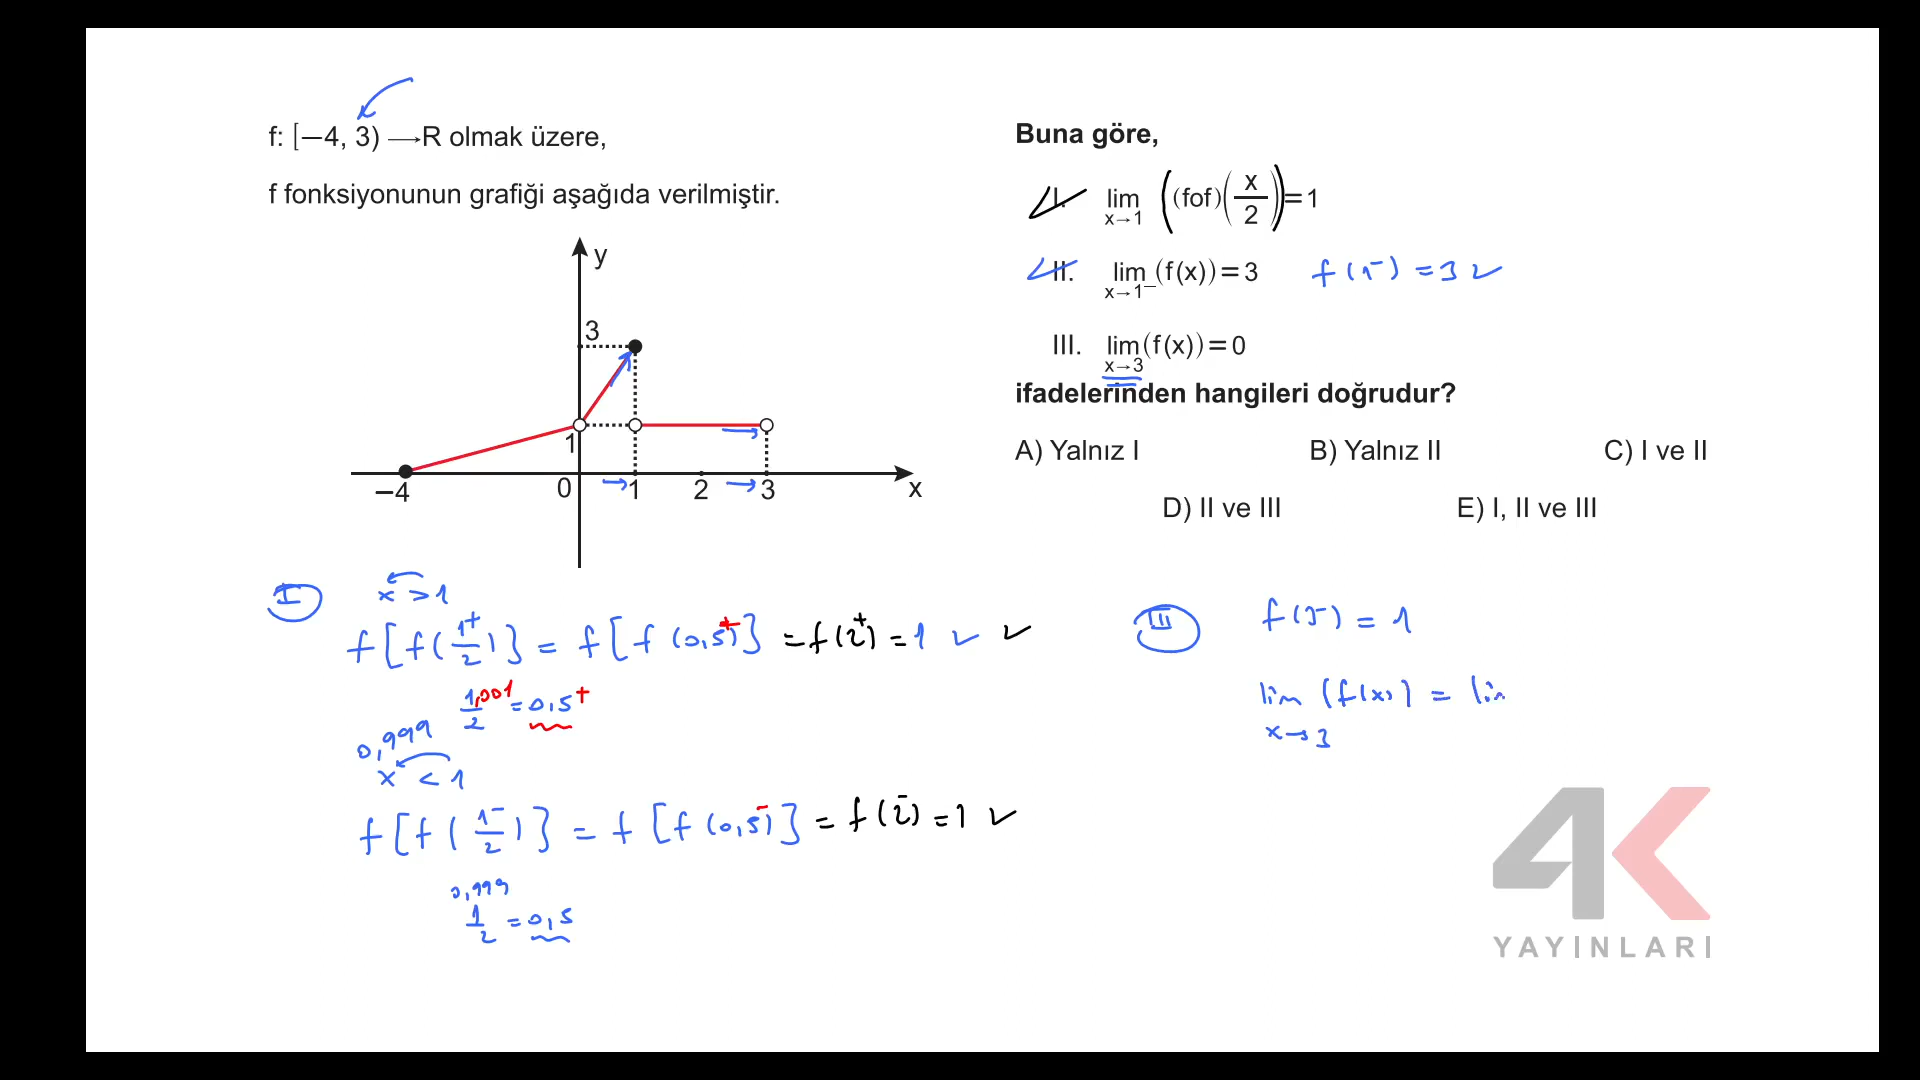 f: [−4, 3) ⟶R olmak üzere,
f fonksiyonunun grafiği aşağıda verilmiştir.
y
3
1
−4
0
1
2
3
x
Buna göre,
I. lim x→1 ((fof)(x/2))=1
II. lim x→1⁻ (f(x))=3 f(1⁻) = 3 ✓
III. lim x→3 (f(x))=0
ifadelerinden hangileri doğrudur?
A) Yalnız I B) Yalnız II C) I ve II
D) II ve III E) I, II ve III
I x > 1
f[f(1⁺/2)] = f[f(0,5⁺)] = f(2⁺) = 1 ✓ ✓
1,001/2 = 0,5⁺
0,999
x < 1
f[f(1⁻/2)] = f[f(0,5⁻)] = f(2⁻) = 1 ✓
0,999
1/2 = 0,5
III f(3⁻) = 1
lim (f(x)) = lim
x→3
4K
YAYINLARI